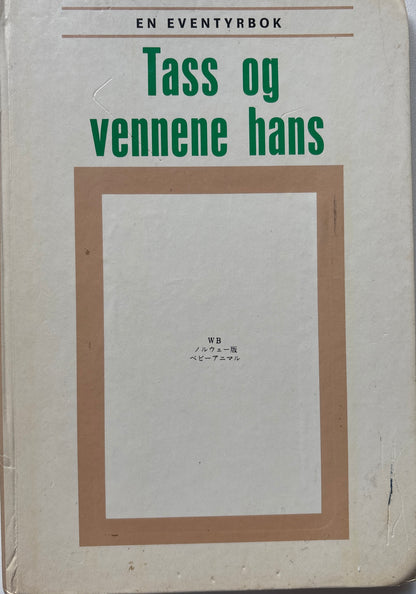 EN EVENTYRBOK
Tass og
vennene hans
WB
ノルウェー版
ベビーアニマル